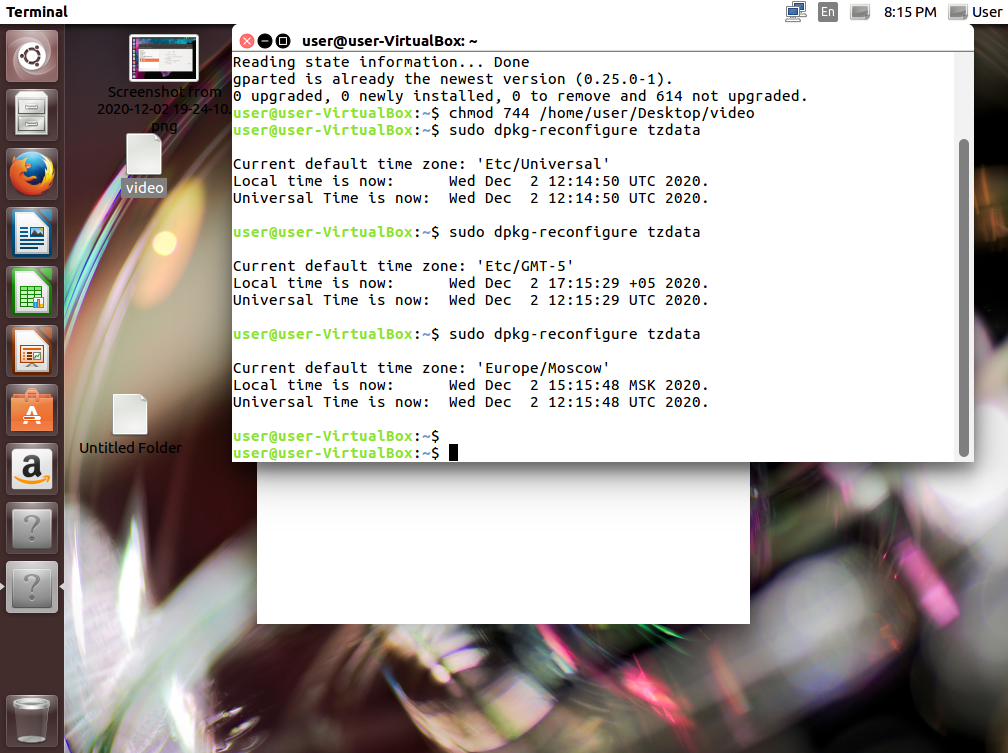 Terminal
En
8:15 PM
User
user@user-VirtualBox: ~
Reading state information... Done
gparted is already the newest version (0.25.0-1).
0 upgraded, 0 newly installed, 0 to remove and 614 not upgraded.
user@user-VirtualBox:~$ chmod 744 /home/user/Desktop/video
user@user-VirtualBox:~$ sudo dpkg-reconfigure tzdata
Current default time zone: 'Etc/Universal'
Local time is now:      Wed Dec  2 12:14:50 UTC 2020.
Universal Time is now:  Wed Dec  2 12:14:50 UTC 2020.
user@user-VirtualBox:~$ sudo dpkg-reconfigure tzdata
Current default time zone: 'Etc/GMT-5'
Local time is now:      Wed Dec  2 17:15:29 +05 2020.
Universal Time is now:  Wed Dec  2 12:15:29 UTC 2020.
user@user-VirtualBox:~$ sudo dpkg-reconfigure tzdata
Current default time zone: 'Europe/Moscow'
Local time is now:      Wed Dec  2 15:15:48 MSK 2020.
Universal Time is now:  Wed Dec  2 12:15:48 UTC 2020.
user@user-VirtualBox:~$
user@user-VirtualBox:~$
Screenshot from
2020-12-02 19-24-10.
png
video
Untitled Folder
A
a
?
?